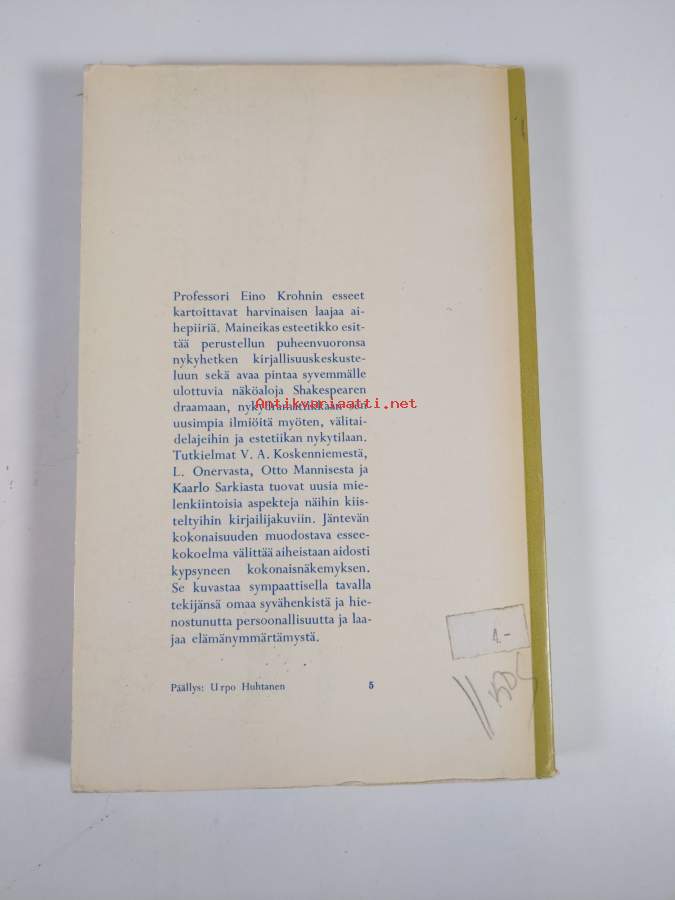 Professori Eino Krohnin esseet
kartoittavat harvinaisen laajaa ai-
hepiiriä. Maineikas esteetikko esit-
tää perustellun puheenvuoronsa
nykyhetken kirjallisuuskeskuste-
luun sekä avaa pintaa syvemmälle
ulottuvia näköaloja Shakespearen
draamaan, nykydramatiikkaan sen
Antikvariaatti.net
uusimpia ilmiöitä myöten, välitai-
delajeihin ja estetiikan nykytilaan.
Tutkielmat V. A. Koskenniemestä,
L. Onervasta, Otto Mannisesta ja
Kaarlo Sarkiasta tuovat uusia mie-
lenkiintoisia aspekteja näihin kiis-
teltyihin kirjailijakuviin. Jäntevän
kokonaisuuden muodostava essee-
kokoelma välittää aiheistaan aidosti
kypsyneen kokonaisnäkemyksen.
Se kuvastaa sympaattisella tavalla
tekijänsä omaa syvähenkistä ja hie-
nostunutta persoonallisuutta ja laa-
jaa elämänymmärtämystä.
4.-
Päällys: Urpo Huhtanen 5